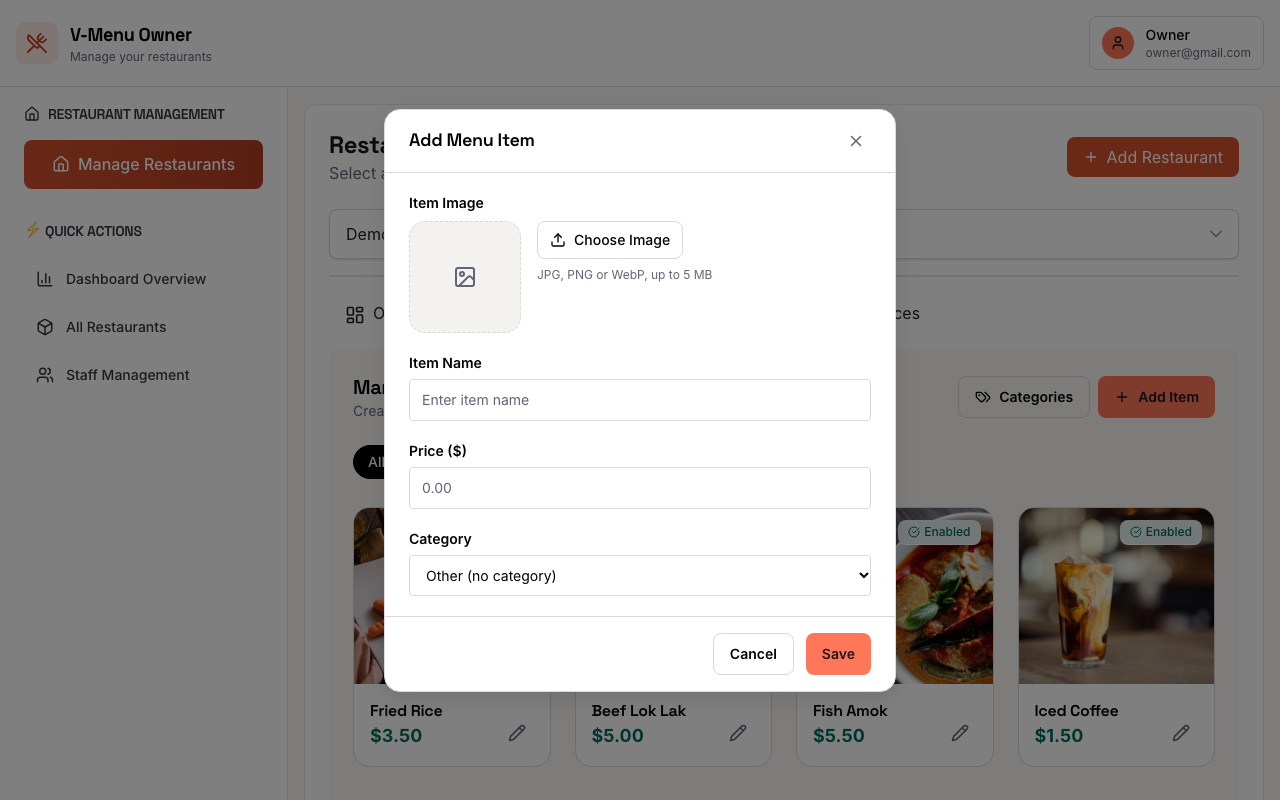 V-Menu Owner
Manage your restaurants
Owner
owner@gmail.com
RESTAURANT MANAGEMENT
Manage Restaurants
⚡ QUICK ACTIONS
Dashboard Overview
All Restaurants
Staff Management
Add Restaurant
Select
Categories
Add Item
All
Add Menu Item
Item Image
Choose Image
JPG, PNG or WebP, up to 5 MB
Item Name
Enter item name
Price ($)
0.00
Category
Other (no category)
Cancel
Save
Enabled
Enabled
Fried Rice
$3.50
Beef Lok Lak
$5.00
Fish Amok
$5.50
Iced Coffee
$1.50